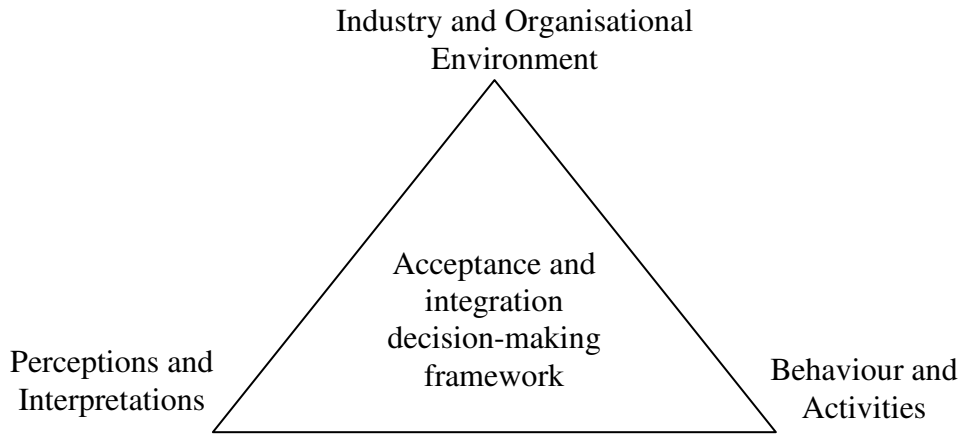 Industry and Organisational
Environment
Acceptance and
integration
decision-making
framework
Perceptions and
Interpretations
Behaviour and
Activities